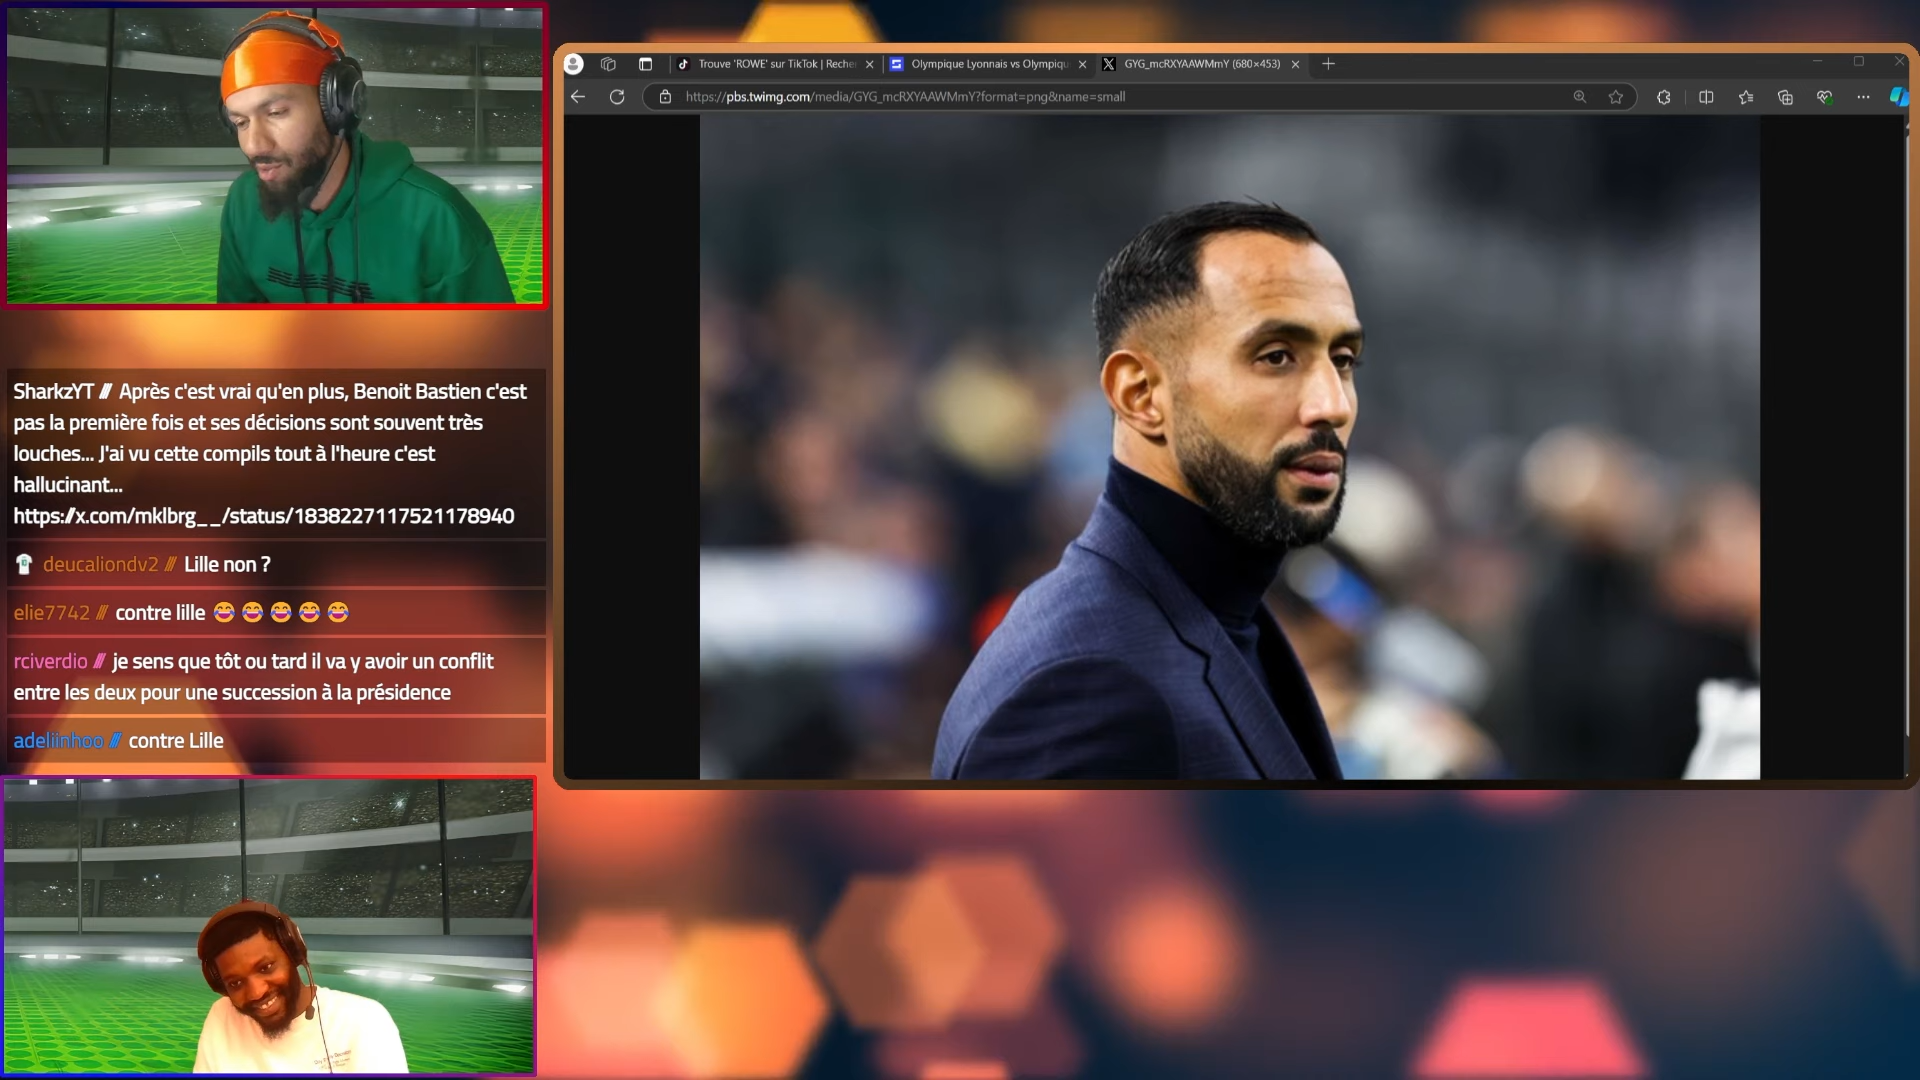 Trouve 'ROWE' sur TikTok | Recher
Olympique Lyonnais vs Olympiqu
GYG_mcRXYAAWMmY (680×453)
https://pbs.twimg.com/media/GYG_mcRXYAAWMmY?format=png&name=small
SharkzYT /// Après c'est vrai qu'en plus, Benoit Bastien c'est
pas la première fois et ses décisions sont souvent très
louches... J'ai vu cette compils tout à l'heure c'est
hallucinant...
https://x.com/mklbrg__/status/1838227117521178940
deucaliondv2 /// Lille non ?
elie7742 /// contre lille 😂 😂 😂 😂 😂
rciverdio /// je sens que tôt ou tard il va y avoir un conflit
entre les deux pour une succession à la présidence
adeliinhoo /// contre Lille